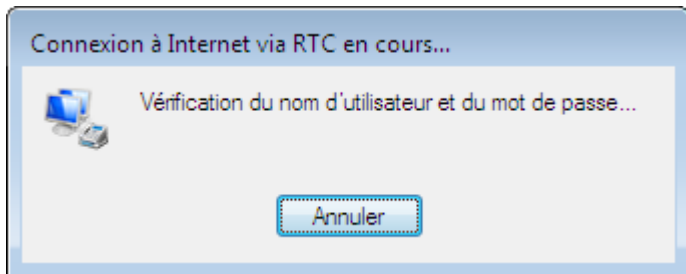 Connexion à Internet via RTC en cours...
Vérification du nom d'utilisateur et du mot de passe...
Annuler